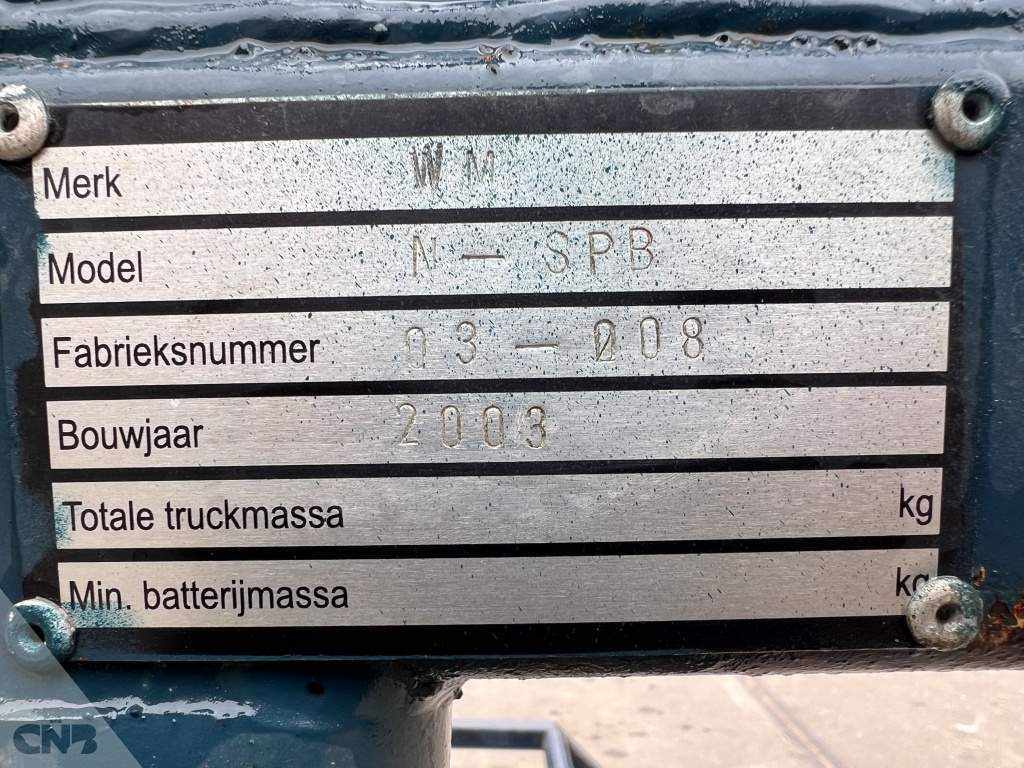 Merk WM
Model N-SPB
Fabrieksnummer 03-008
Bouwjaar 2003
Totale truckmassa kg
Min. batterijmassa kg
CNB